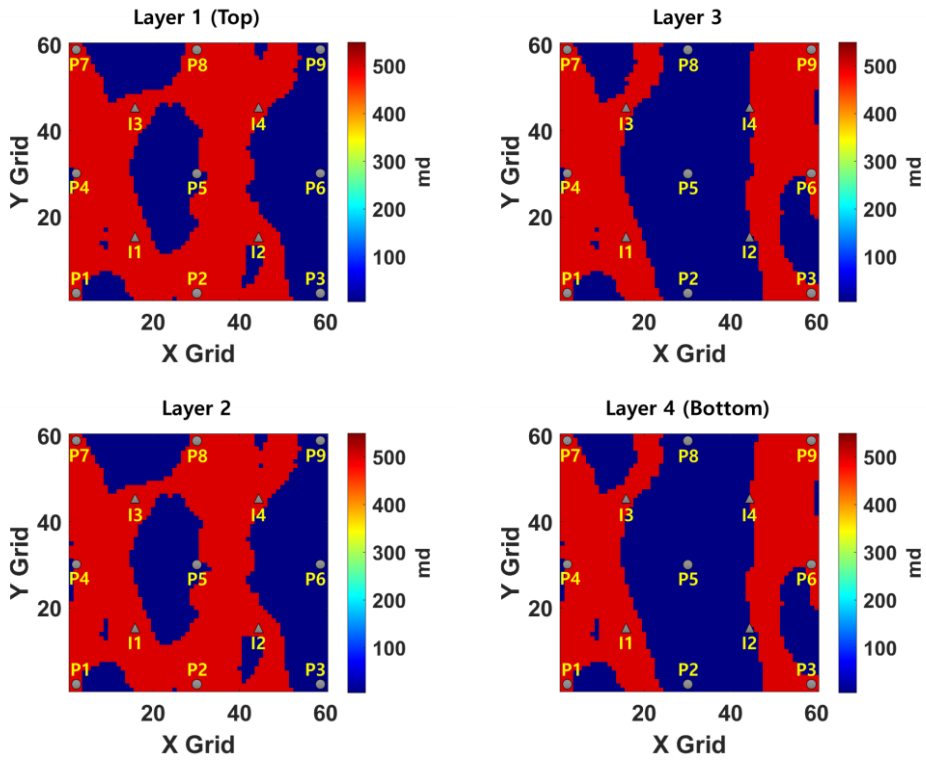 Layer 1 (Top)
60
500
P7
P8
P9
40
I3
I4
400
Y Grid
300
md
P4
P5
P6
20
200
I1
I2
100
P1
P2
P3
20
40
60
X Grid
Layer 3
60
500
P7
P8
P9
40
I3
I4
400
Y Grid
300
md
P4
P5
P6
20
200
I1
I2
100
P1
P2
P3
20
40
60
X Grid
Layer 2
60
500
P7
P8
P9
40
I3
I4
400
Y Grid
300
md
P4
P5
P6
20
200
I1
I2
100
P1
P2
P3
20
40
60
X Grid
Layer 4 (Bottom)
60
500
P7
P8
P9
40
I3
I4
400
Y Grid
300
md
P4
P5
P6
20
200
I1
I2
100
P1
P2
P3
20
40
60
X Grid